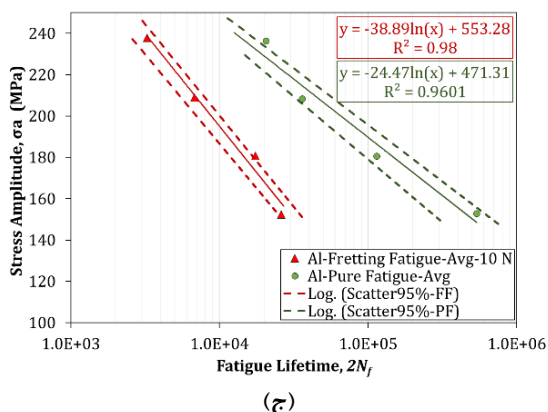 y = -38.89ln(x) + 553.28
R² = 0.98
y = -24.47ln(x) + 471.31
R² = 0.9601
240
220
200
180
160
140
120
100
Stress Amplitude, σa (MPa)
Al-Fretting Fatigue-Avg-10 N
Al-Pure Fatigue-Avg
Log. (Scatter95%-FF)
Log. (Scatter95%-PF)
1.0E+03 1.0E+04 1.0E+05 1.0E+06
Fatigue Lifetime, 2Nf
(ج)